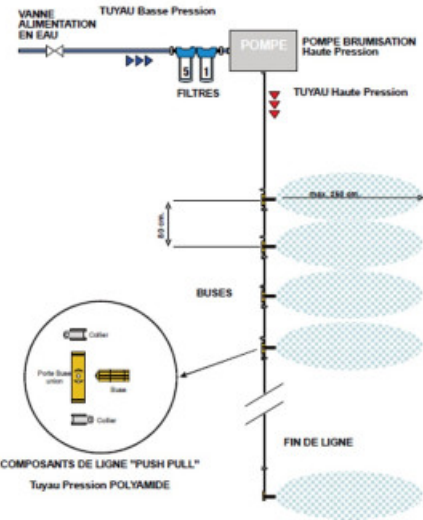 VANNE
ALIMENTATION
EN EAU
TUYAU Basse Pression
POMPE
POMPE BRUMISATION
Haute Pression
5
1
FILTRES
TUYAU Haute Pression
max. 260 cm.
80 cm.
BUSES
Collier
Porte Buse
union
Buse
Collier
FIN DE LIGNE
COMPOSANTS DE LIGNE "PUSH PULL"
Tuyau Pression POLYAMIDE